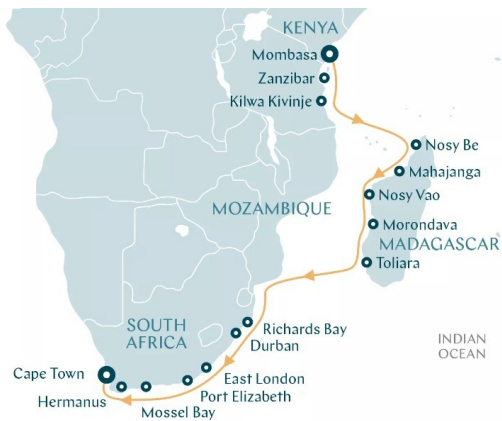 KENYA
Mombasa
Zanzibar
Kilwa Kivinje
Nosy Be
Mahajanga
Nosy Vao
MOZAMBIQUE
Morondava
MADAGASCAR
Toliara
SOUTH
AFRICA
Richards Bay
Durban
INDIAN
OCEAN
Cape Town
East London
Port Elizabeth
Hermanus
Mossel Bay